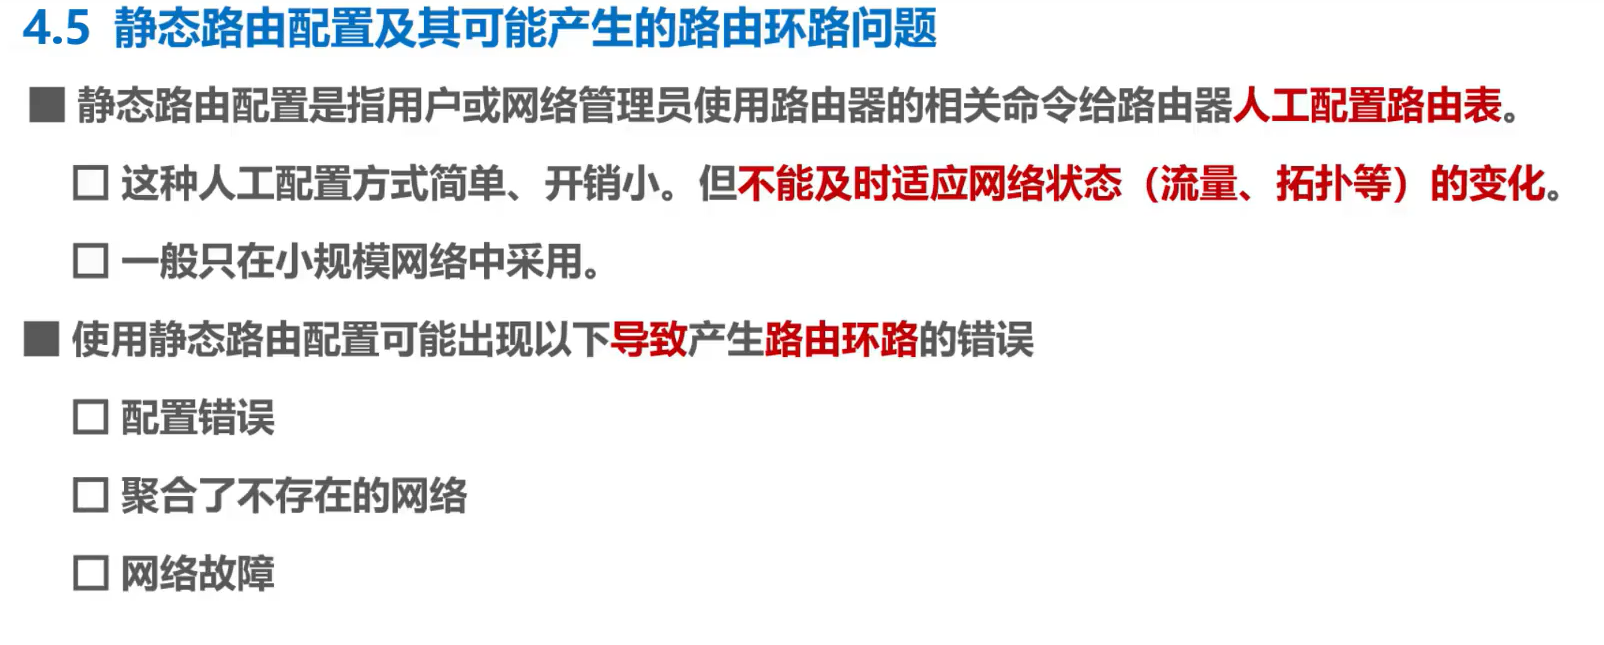 4.5 静态路由配置及其可能产生的路由环路问题
■ 静态路由配置是指用户或网络管理员使用路由器的相关命令给路由器人工配置路由表。
□ 这种人工配置方式简单、开销小。但不能及时适应网络状态（流量、拓扑等）的变化。
□ 一般只在小规模网络中采用。
■ 使用静态路由配置可能出现以下导致产生路由环路的错误
□ 配置错误
□ 聚合了不存在的网络
□ 网络故障